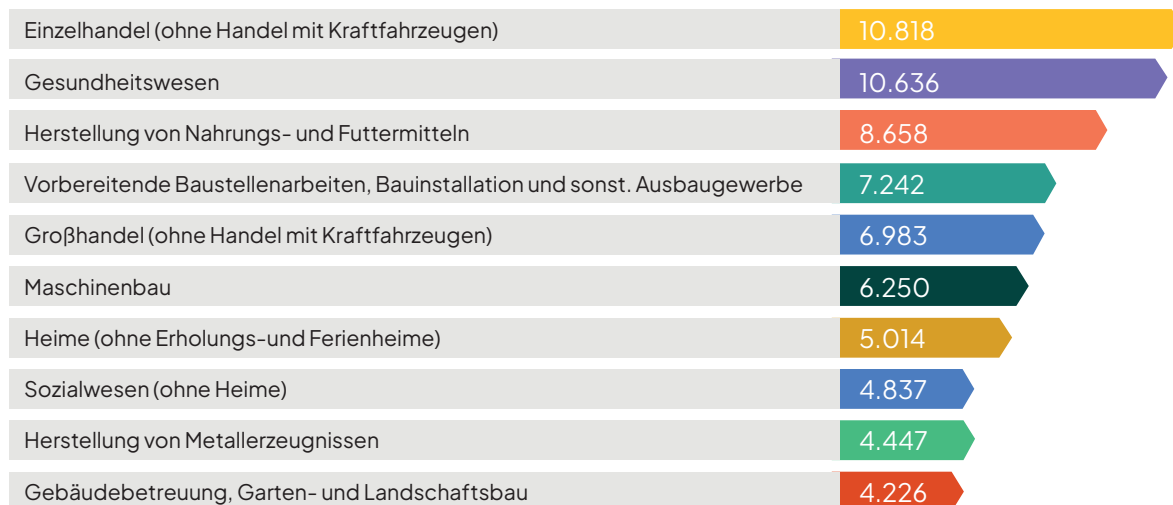 Einzelhandel (ohne Handel mit Kraftfahrzeugen) 10.818
Gesundheitswesen 10.636
Herstellung von Nahrungs- und Futtermitteln 8.658
Vorbereitende Baustellenarbeiten, Bauinstallation und sonst. Ausbaugewerbe 7.242
Großhandel (ohne Handel mit Kraftfahrzeugen) 6.983
Maschinenbau 6.250
Heime (ohne Erholungs-und Ferienheime) 5.014
Sozialwesen (ohne Heime) 4.837
Herstellung von Metallerzeugnissen 4.447
Gebäudebetreuung, Garten- und Landschaftsbau 4.226